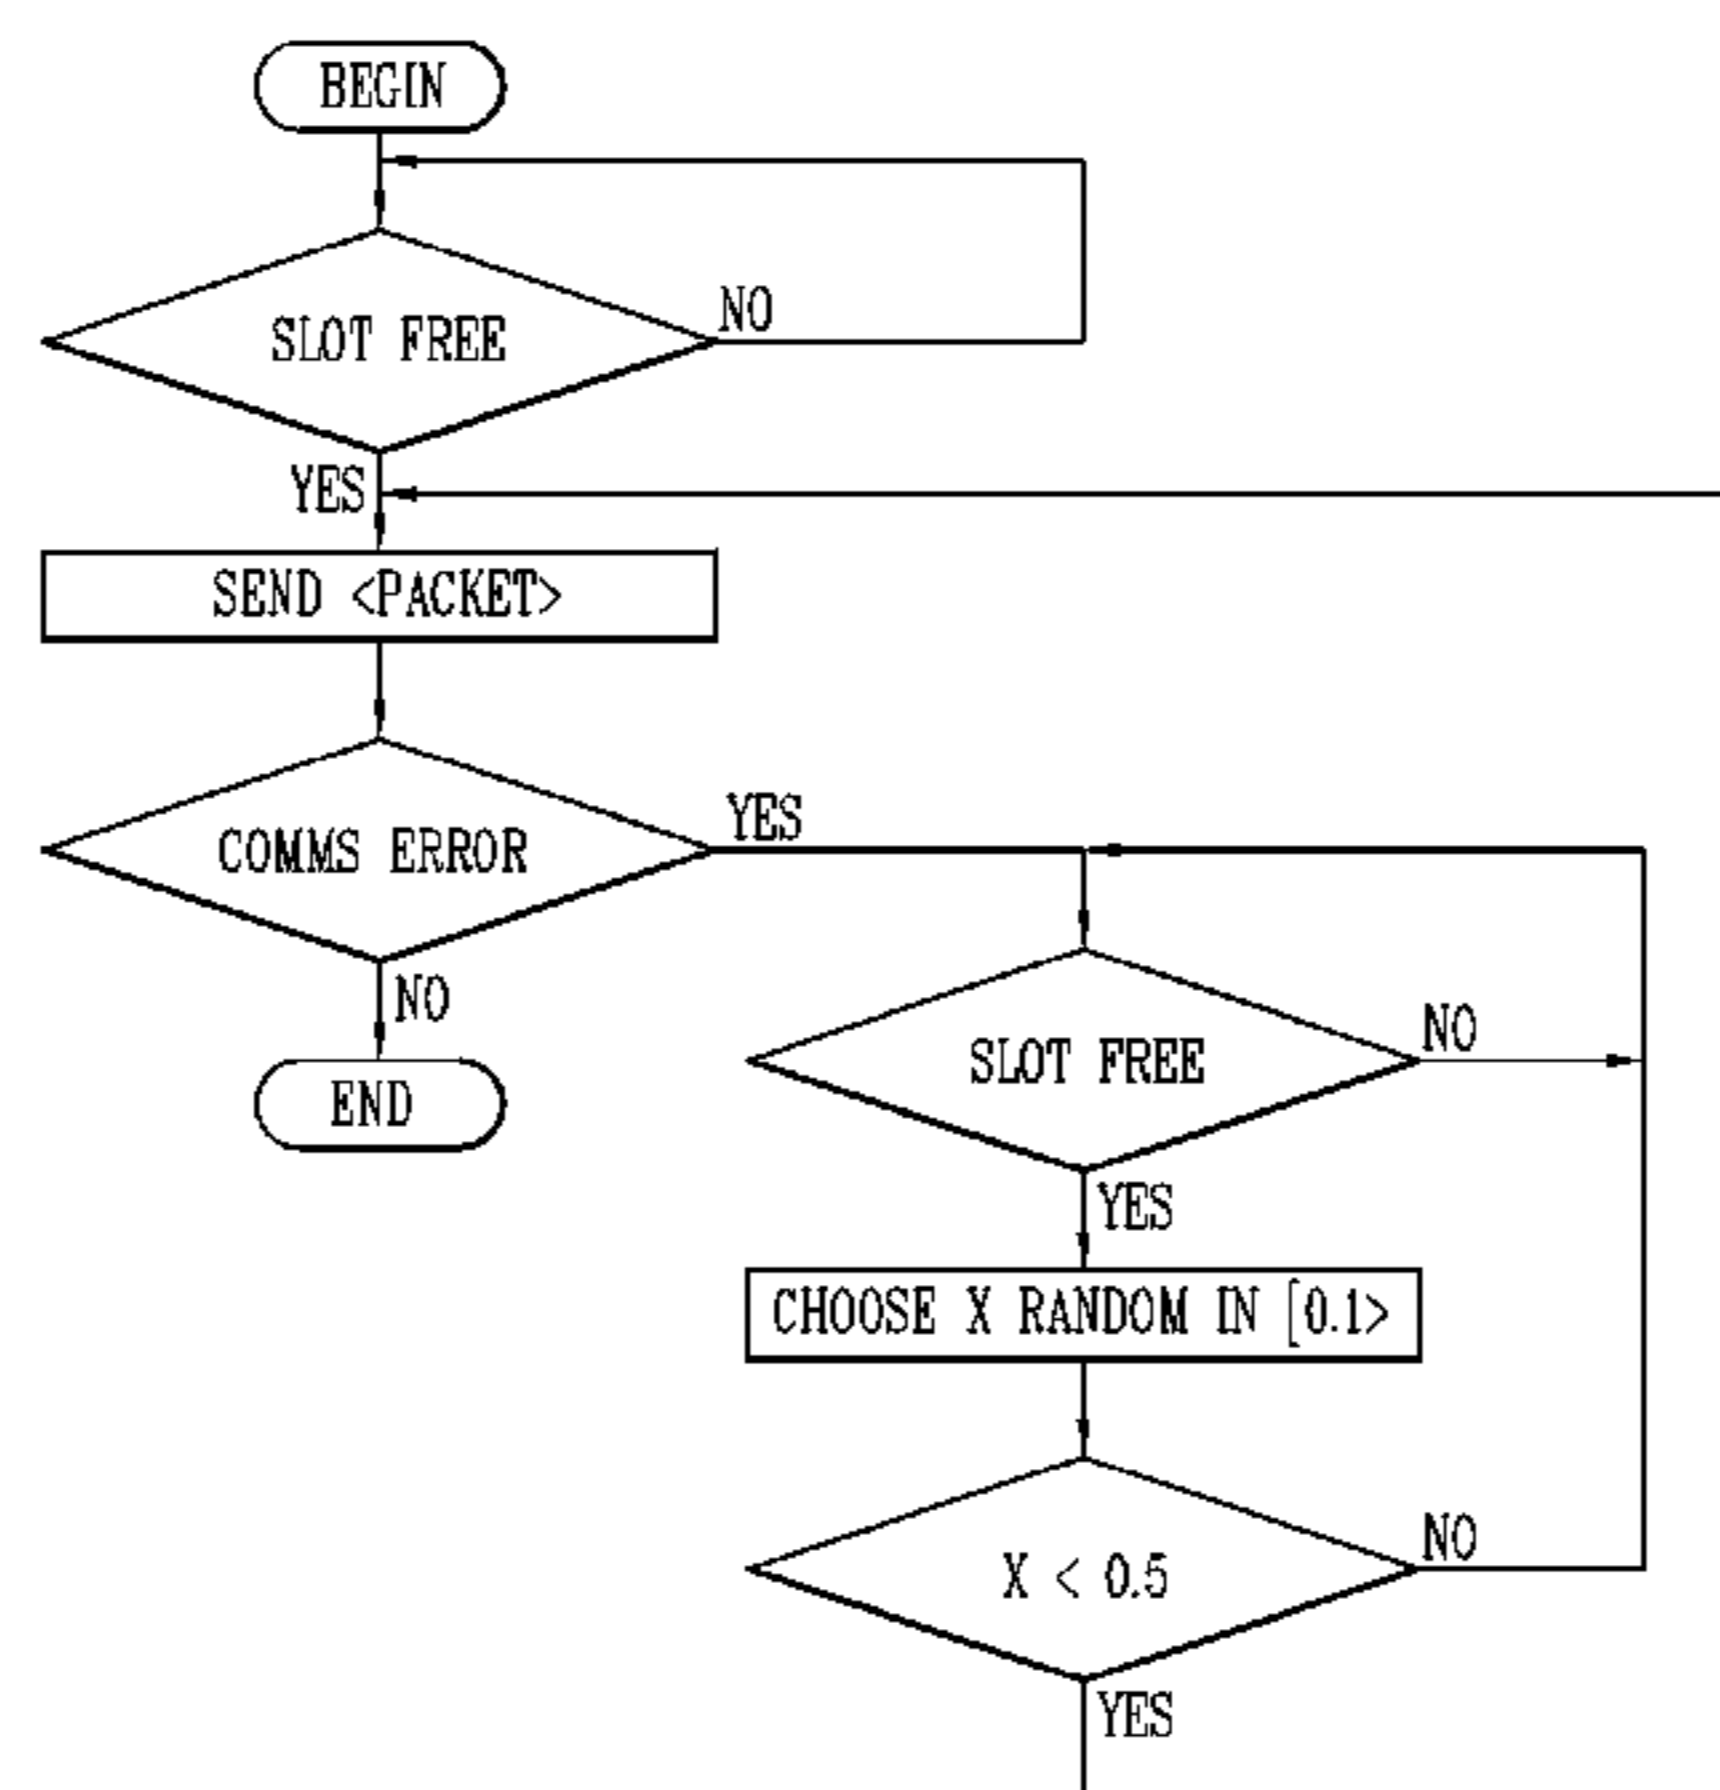 BEGIN
SLOT FREE
NO
YES
SEND <PACKET>
COMMS ERROR
YES
NO
END
SLOT FREE
NO
YES
CHOOSE X RANDOM IN [0.1>
X < 0.5
NO
YES